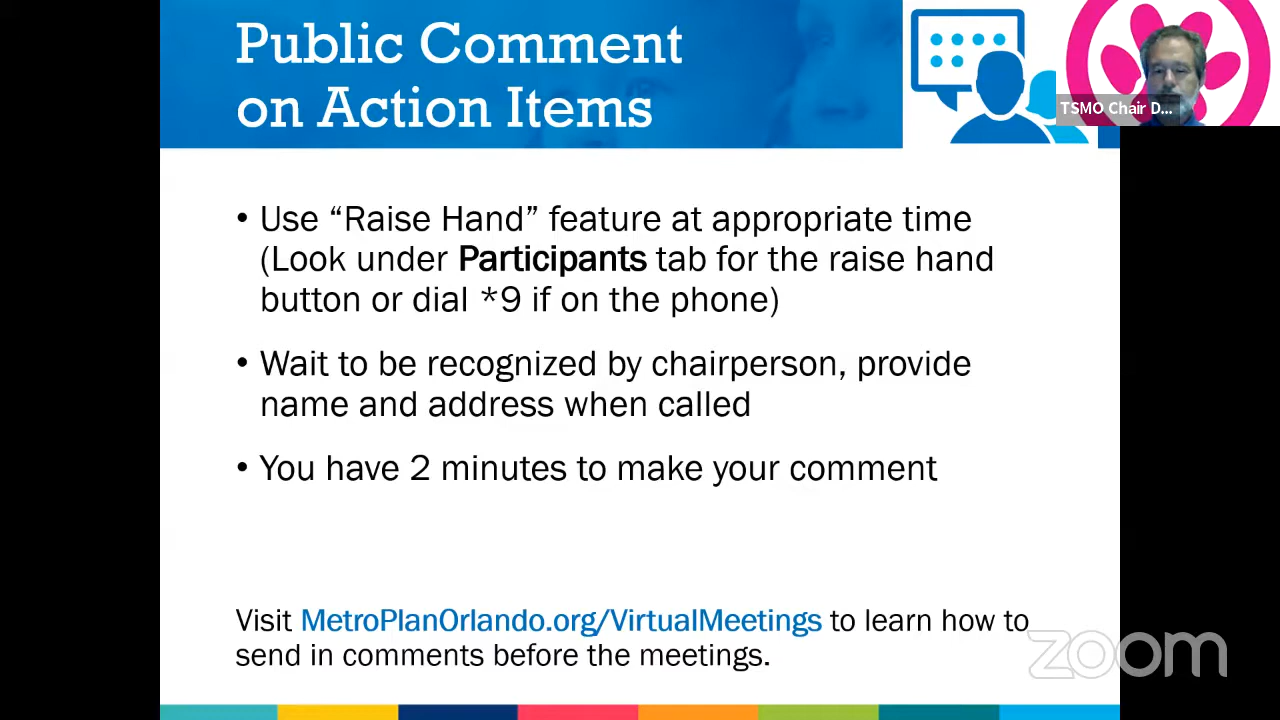 Public Comment
on Action Items
TSMO Chair D...
• Use “Raise Hand” feature at appropriate time
(Look under Participants tab for the raise hand
button or dial *9 if on the phone)
• Wait to be recognized by chairperson, provide
name and address when called
• You have 2 minutes to make your comment
Visit MetroPlanOrlando.org/VirtualMeetings to learn how to
send in comments before the meetings.
zoom